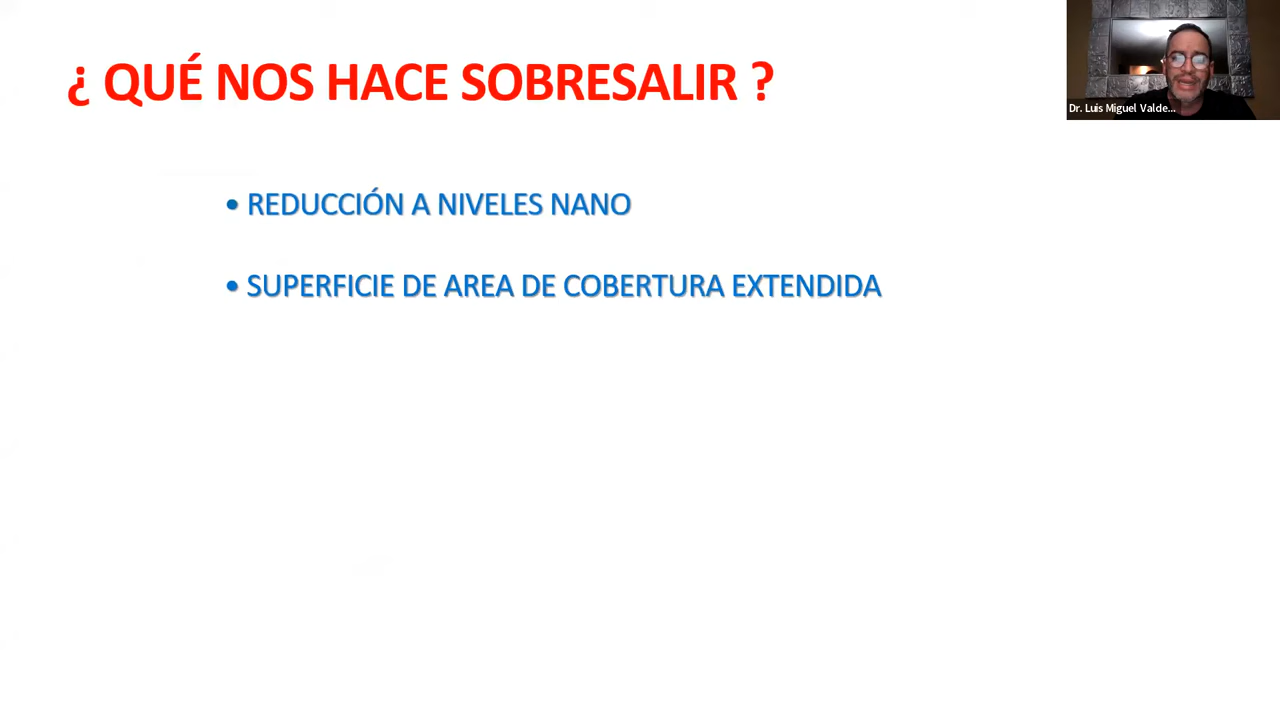 ¿ QUÉ NOS HACE SOBRESALIR ?
Dr. Luis Miguel Valde...
• REDUCCIÓN A NIVELES NANO
• SUPERFICIE DE AREA DE COBERTURA EXTENDIDA